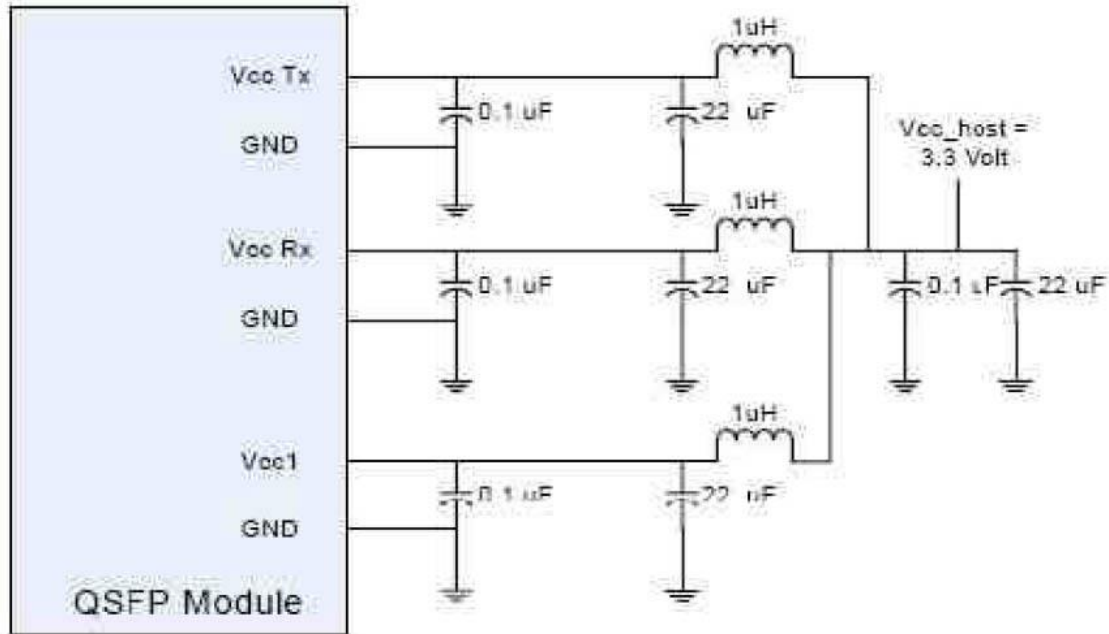 1uH
Vcc Tx
0.1 uF
22 uF
GND
Vcc_host =
3.3 Volt
1uH
Vcc Rx
0.1 uF
22 uF
0.1 uF
22 uF
GND
1uH
Vcc1
0.1 uF
22 uF
GND
QSFP Module